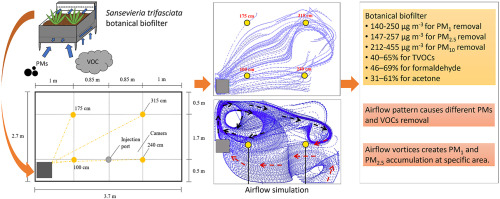 Sansevieria trifasciata
botanical biofilter
PMs
VOC
1 m
0.85 m
0.85 m
1 m
175 cm
315 cm
0.5 m
2.7 m
Injection
port
Camera
240 cm
1.7 m
100 cm
0.5 m
3.7 m
175 cm
315 cm
100 cm
240 cm
Airflow simulation
Botanical biofilter
• 140-250 µg m-3 for PM1 removal
• 147-257 µg m-3 for PM2.5 removal
• 212-455 µg m-3 for PM10 removal
• 40–65% for TVOCs
• 46–69% for formaldehyde
• 31–61% for acetone
Airflow pattern causes different PMs
and VOCs removal
Airflow vortices creates PM1 and
PM2.5 accumulation at specific area.